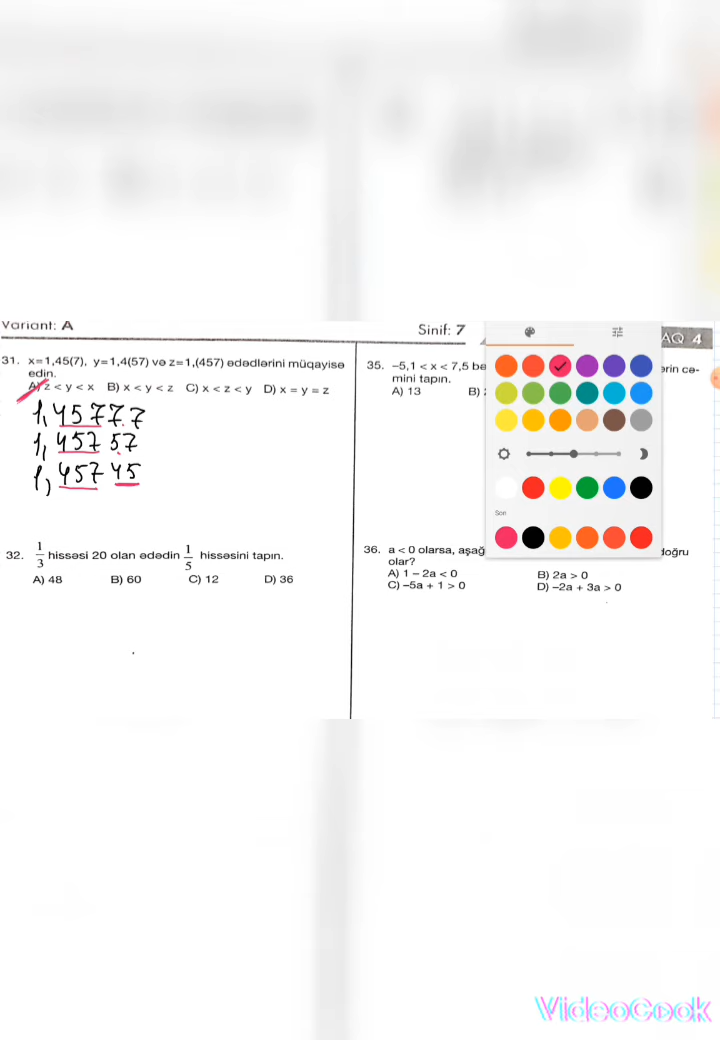 Variant: A
Sinif: 7
AQ 4
31. x=1,45(7), y=1,4(57) və z=1,(457) ədədlərini müqayisə
edin.
A) z < y < x B) x < y < z C) x < z < y D) x = y = z
1,45777
1,45757
1,45745
32. 1/3 hissəsi 20 olan ədədin 1/5 hissəsini tapın.
A) 48 B) 60 C) 12 D) 36
35. –5,1 < x < 7,5 bə
ərin cə-
mini tapın.
A) 13 B)
Son
36. a < 0 olarsa, aşağ
doğru
olar?
A) 1 – 2a < 0 B) 2a > 0
C) –5a + 1 > 0 D) –2a + 3a > 0
VideoCook